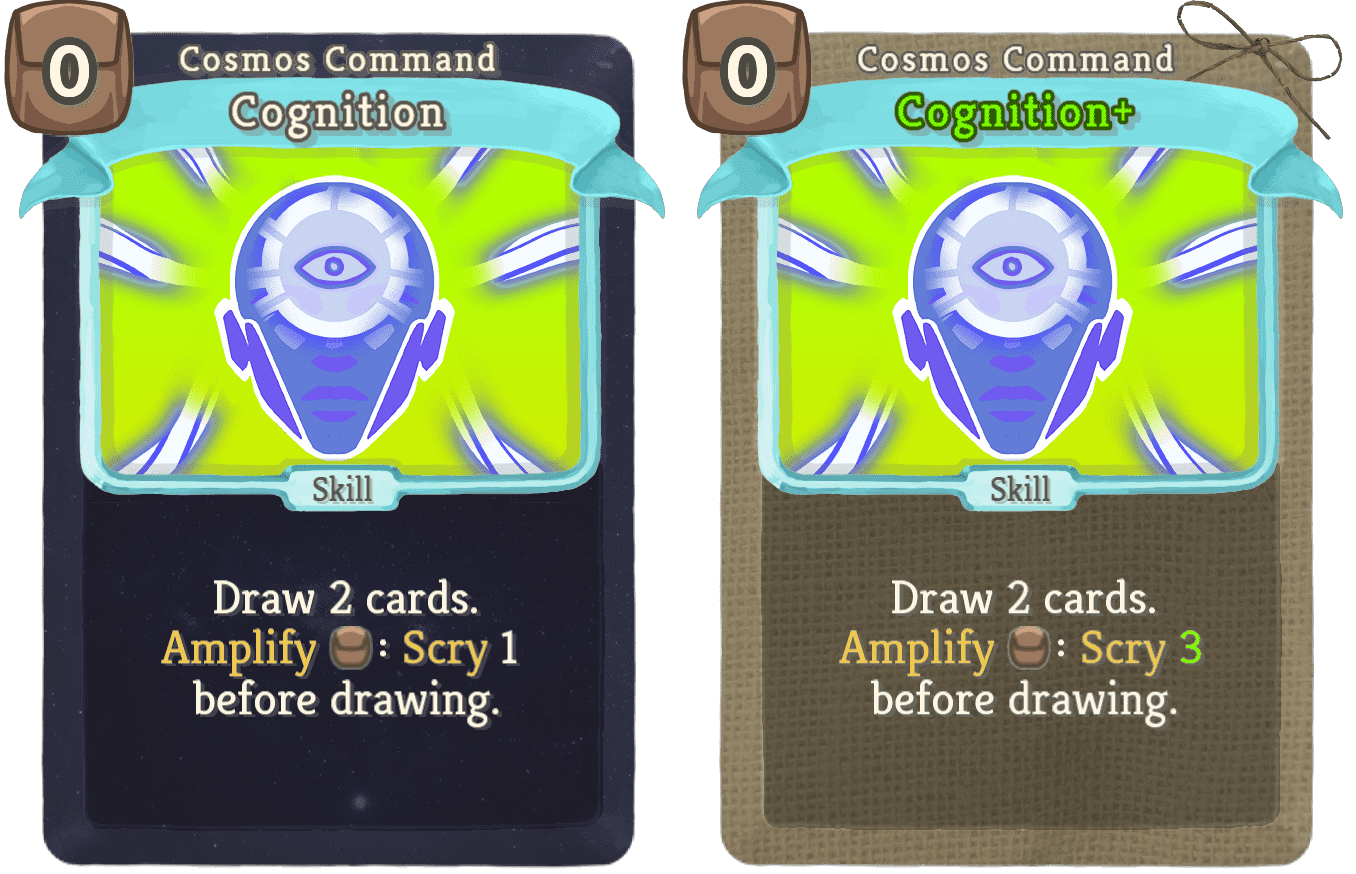 0
Cosmos Command
Cognition
Skill
Draw 2 cards.
Amplify : Scry 1
before drawing.
0
Cosmos Command
Cognition+
Skill
Draw 2 cards.
Amplify : Scry 3
before drawing.